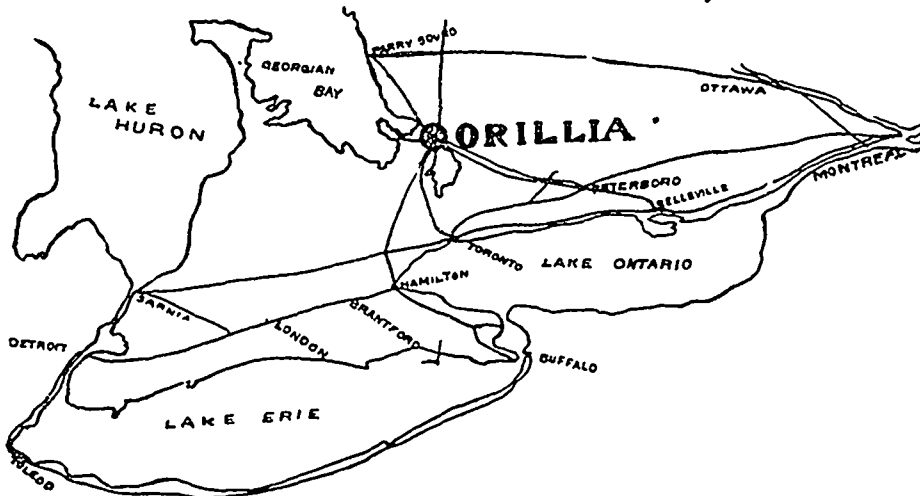 PARRY SOUND
GEORGIAN
BAY
OTTAWA
LAKE
HURON
ORILLIA
MONTREAL
PETERBORO
BELLEVILLE
TORONTO
LAKE ONTARIO
HAMILTON
SARNIA
BRANTFORD
LONDON
DETROIT
BUFFALO
LAKE ERIE
TOLEDO